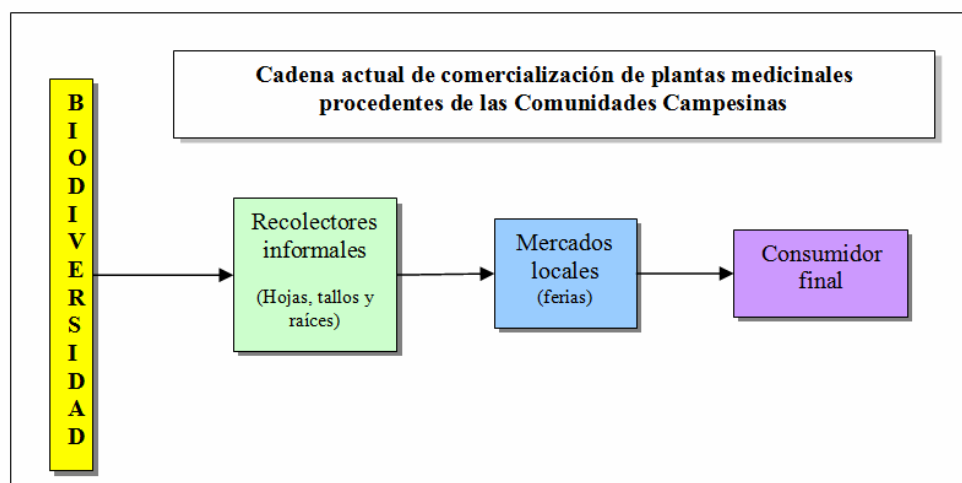 Cadena actual de comercialización de plantas medicinales
procedentes de las Comunidades Campesinas
BIODIVERSIDAD
Recolectores
informales
(Hojas, tallos y
raíces)
Mercados
locales
(ferias)
Consumidor
final